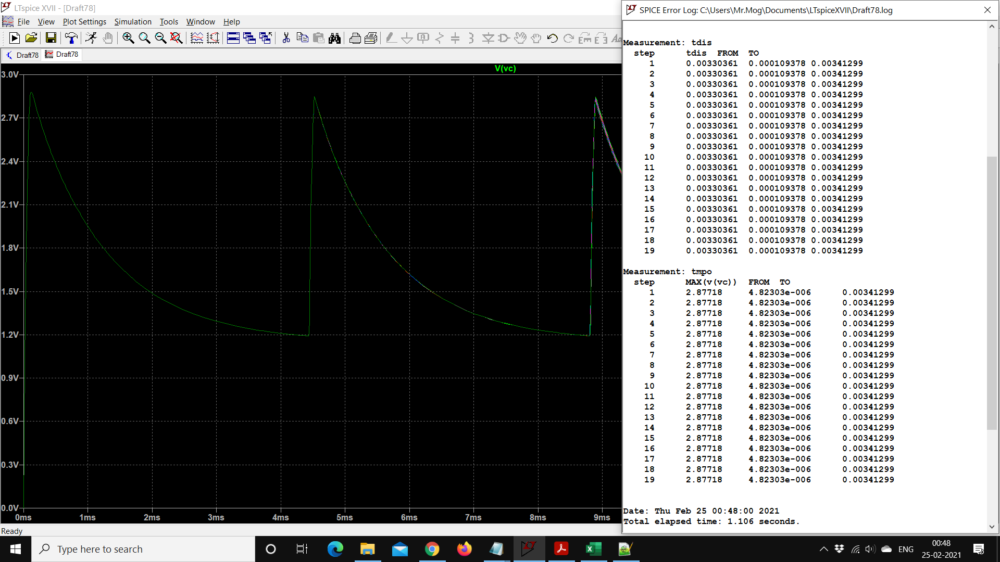 LTspice XVII - [Draft78]
File View Plot Settings Simulation Tools Window Help
Draft78 Draft78
V(vc)
3.0V
2.7V
2.4V
2.1V
1.8V
1.5V
1.2V
0.9V
0.6V
0.3V
0.0V
0ms 1ms 2ms 3ms 4ms 5ms 6ms 7ms 8ms 9ms
Ready
SPICE Error Log: C:\Users\Mr.Mog\Documents\LTspiceXVII\Draft78.log
Measurement: tdis
step tdis FROM TO
1 0.00330361 0.000109378 0.00341299
2 0.00330361 0.000109378 0.00341299
3 0.00330361 0.000109378 0.00341299
4 0.00330361 0.000109378 0.00341299
5 0.00330361 0.000109378 0.00341299
6 0.00330361 0.000109378 0.00341299
7 0.00330361 0.000109378 0.00341299
8 0.00330361 0.000109378 0.00341299
9 0.00330361 0.000109378 0.00341299
10 0.00330361 0.000109378 0.00341299
11 0.00330361 0.000109378 0.00341299
12 0.00330361 0.000109378 0.00341299
13 0.00330361 0.000109378 0.00341299
14 0.00330361 0.000109378 0.00341299
15 0.00330361 0.000109378 0.00341299
16 0.00330361 0.000109378 0.00341299
17 0.00330361 0.000109378 0.00341299
18 0.00330361 0.000109378 0.00341299
19 0.00330361 0.000109378 0.00341299
Measurement: tmpo
step MAX(v(vc)) FROM TO
1 2.87718 4.82303e-006 0.00341299
2 2.87718 4.82303e-006 0.00341299
3 2.87718 4.82303e-006 0.00341299
4 2.87718 4.82303e-006 0.00341299
5 2.87718 4.82303e-006 0.00341299
6 2.87718 4.82303e-006 0.00341299
7 2.87718 4.82303e-006 0.00341299
8 2.87718 4.82303e-006 0.00341299
9 2.87718 4.82303e-006 0.00341299
10 2.87718 4.82303e-006 0.00341299
11 2.87718 4.82303e-006 0.00341299
12 2.87718 4.82303e-006 0.00341299
13 2.87718 4.82303e-006 0.00341299
14 2.87718 4.82303e-006 0.00341299
15 2.87718 4.82303e-006 0.00341299
16 2.87718 4.82303e-006 0.00341299
17 2.87718 4.82303e-006 0.00341299
18 2.87718 4.82303e-006 0.00341299
19 2.87718 4.82303e-006 0.00341299
Date: Thu Feb 25 00:48:00 2021
Total elapsed time: 1.106 seconds.
Type here to search
ENG
00:48
25-02-2021